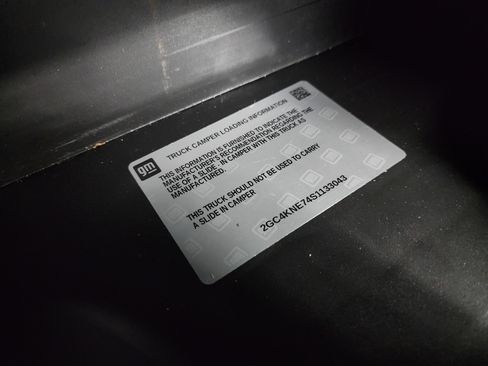 gm
TRUCK CAMPER LOADING INFORMATION
THIS INFORMATION IS FURNISHED TO INDICATE THE
MANUFACTURER'S RECOMMENDATION REGARDING THE
USE OF A SLIDE - IN CAMPER WITH THIS TRUCK AS
MANUFACTURED.
THIS TRUCK SHOULD NOT BE USED TO CARRY
A SLIDE IN CAMPER
2GC4KNE74S1133043